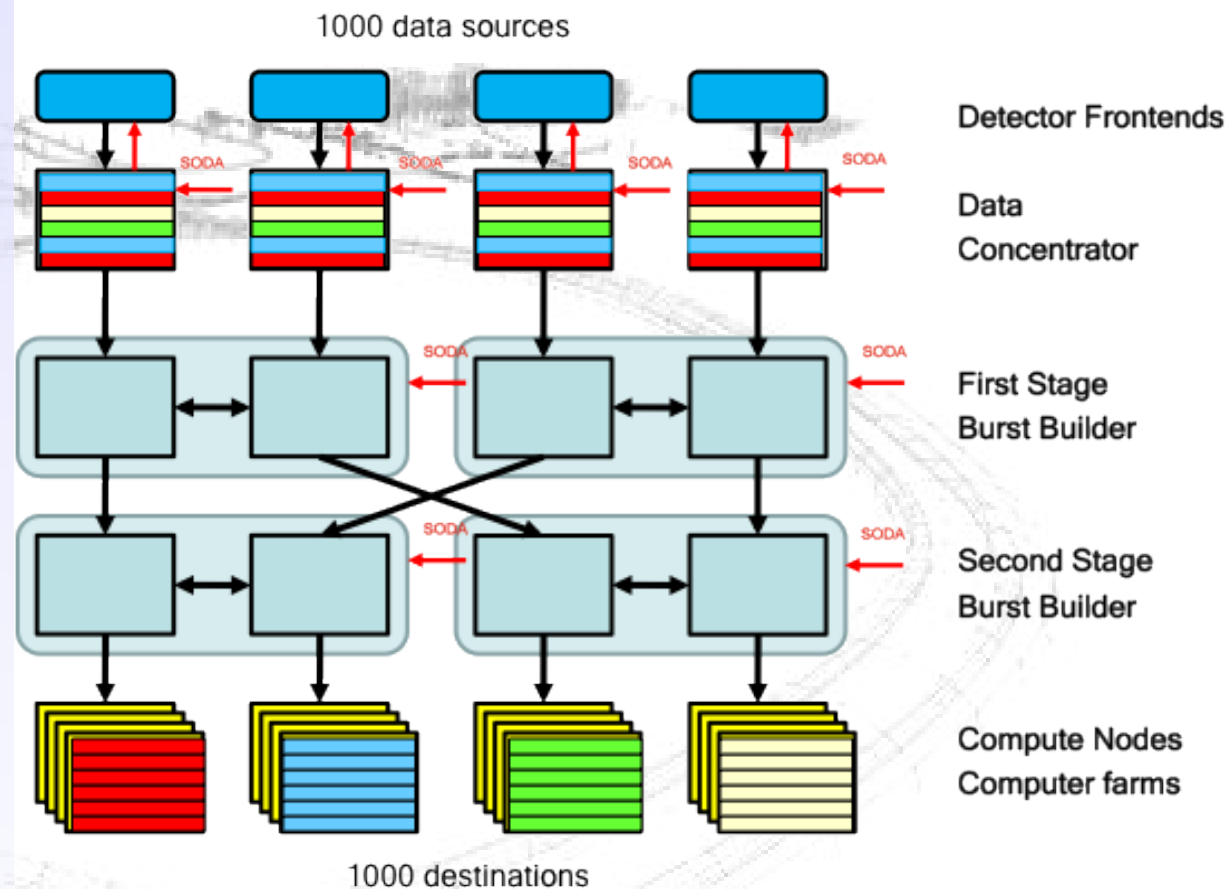 1000 data sources
Detector Frontends
SODA SODA SODA SODA
Data
Concentrator
SODA SODA
First Stage
Burst Builder
SODA SODA
Second Stage
Burst Builder
Compute Nodes
Computer farms
1000 destinations